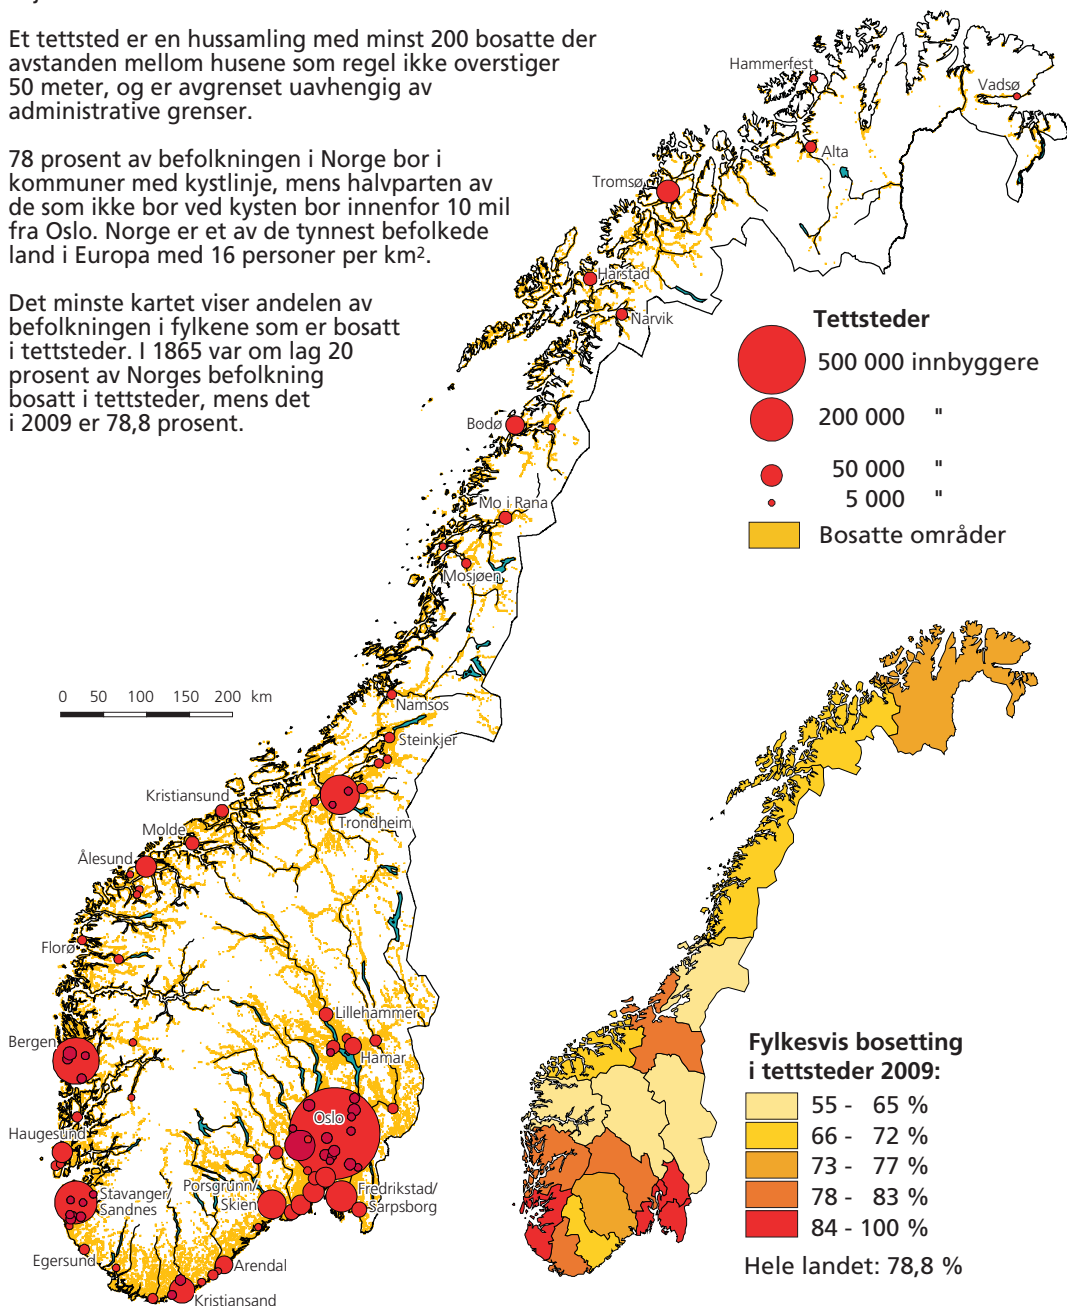 Et tettsted er en hussamling med minst 200 bosatte der
avstanden mellom husene som regel ikke overstiger
50 meter, og er avgrenset uavhengig av
administrative grenser.
78 prosent av befolkningen i Norge bor i
kommuner med kystlinje, mens halvparten av
de som ikke bor ved kysten bor innenfor 10 mil
fra Oslo. Norge er et av de tynnest befolkede
land i Europa med 16 personer per km².
Det minste kartet viser andelen av
befolkningen i fylkene som er bosatt
i tettsteder. I 1865 var om lag 20
prosent av Norges befolkning
bosatt i tettsteder, mens det
i 2009 er 78,8 prosent.
Hammerfest
Vadsø
Alta
Tromsø
Harstad
Narvik
Bodø
Mo i Rana
Mosjøen
Namsos
Steinkjer
Kristiansund
Trondheim
Molde
Ålesund
Florø
Lillehammer
Bergen
Hamar
Oslo
Haugesund
Porsgrunn/
Skien
Stavanger/
Sandnes
Fredrikstad/
Sarpsborg
Egersund
Arendal
Kristiansand
0 50 100 150 200 km
Tettsteder
500 000 innbyggere
200 000 "
50 000 "
5 000 "
Bosatte områder
Fylkesvis bosetting
i tettsteder 2009:
55 - 65 %
66 - 72 %
73 - 77 %
78 - 83 %
84 - 100 %
Hele landet: 78,8 %